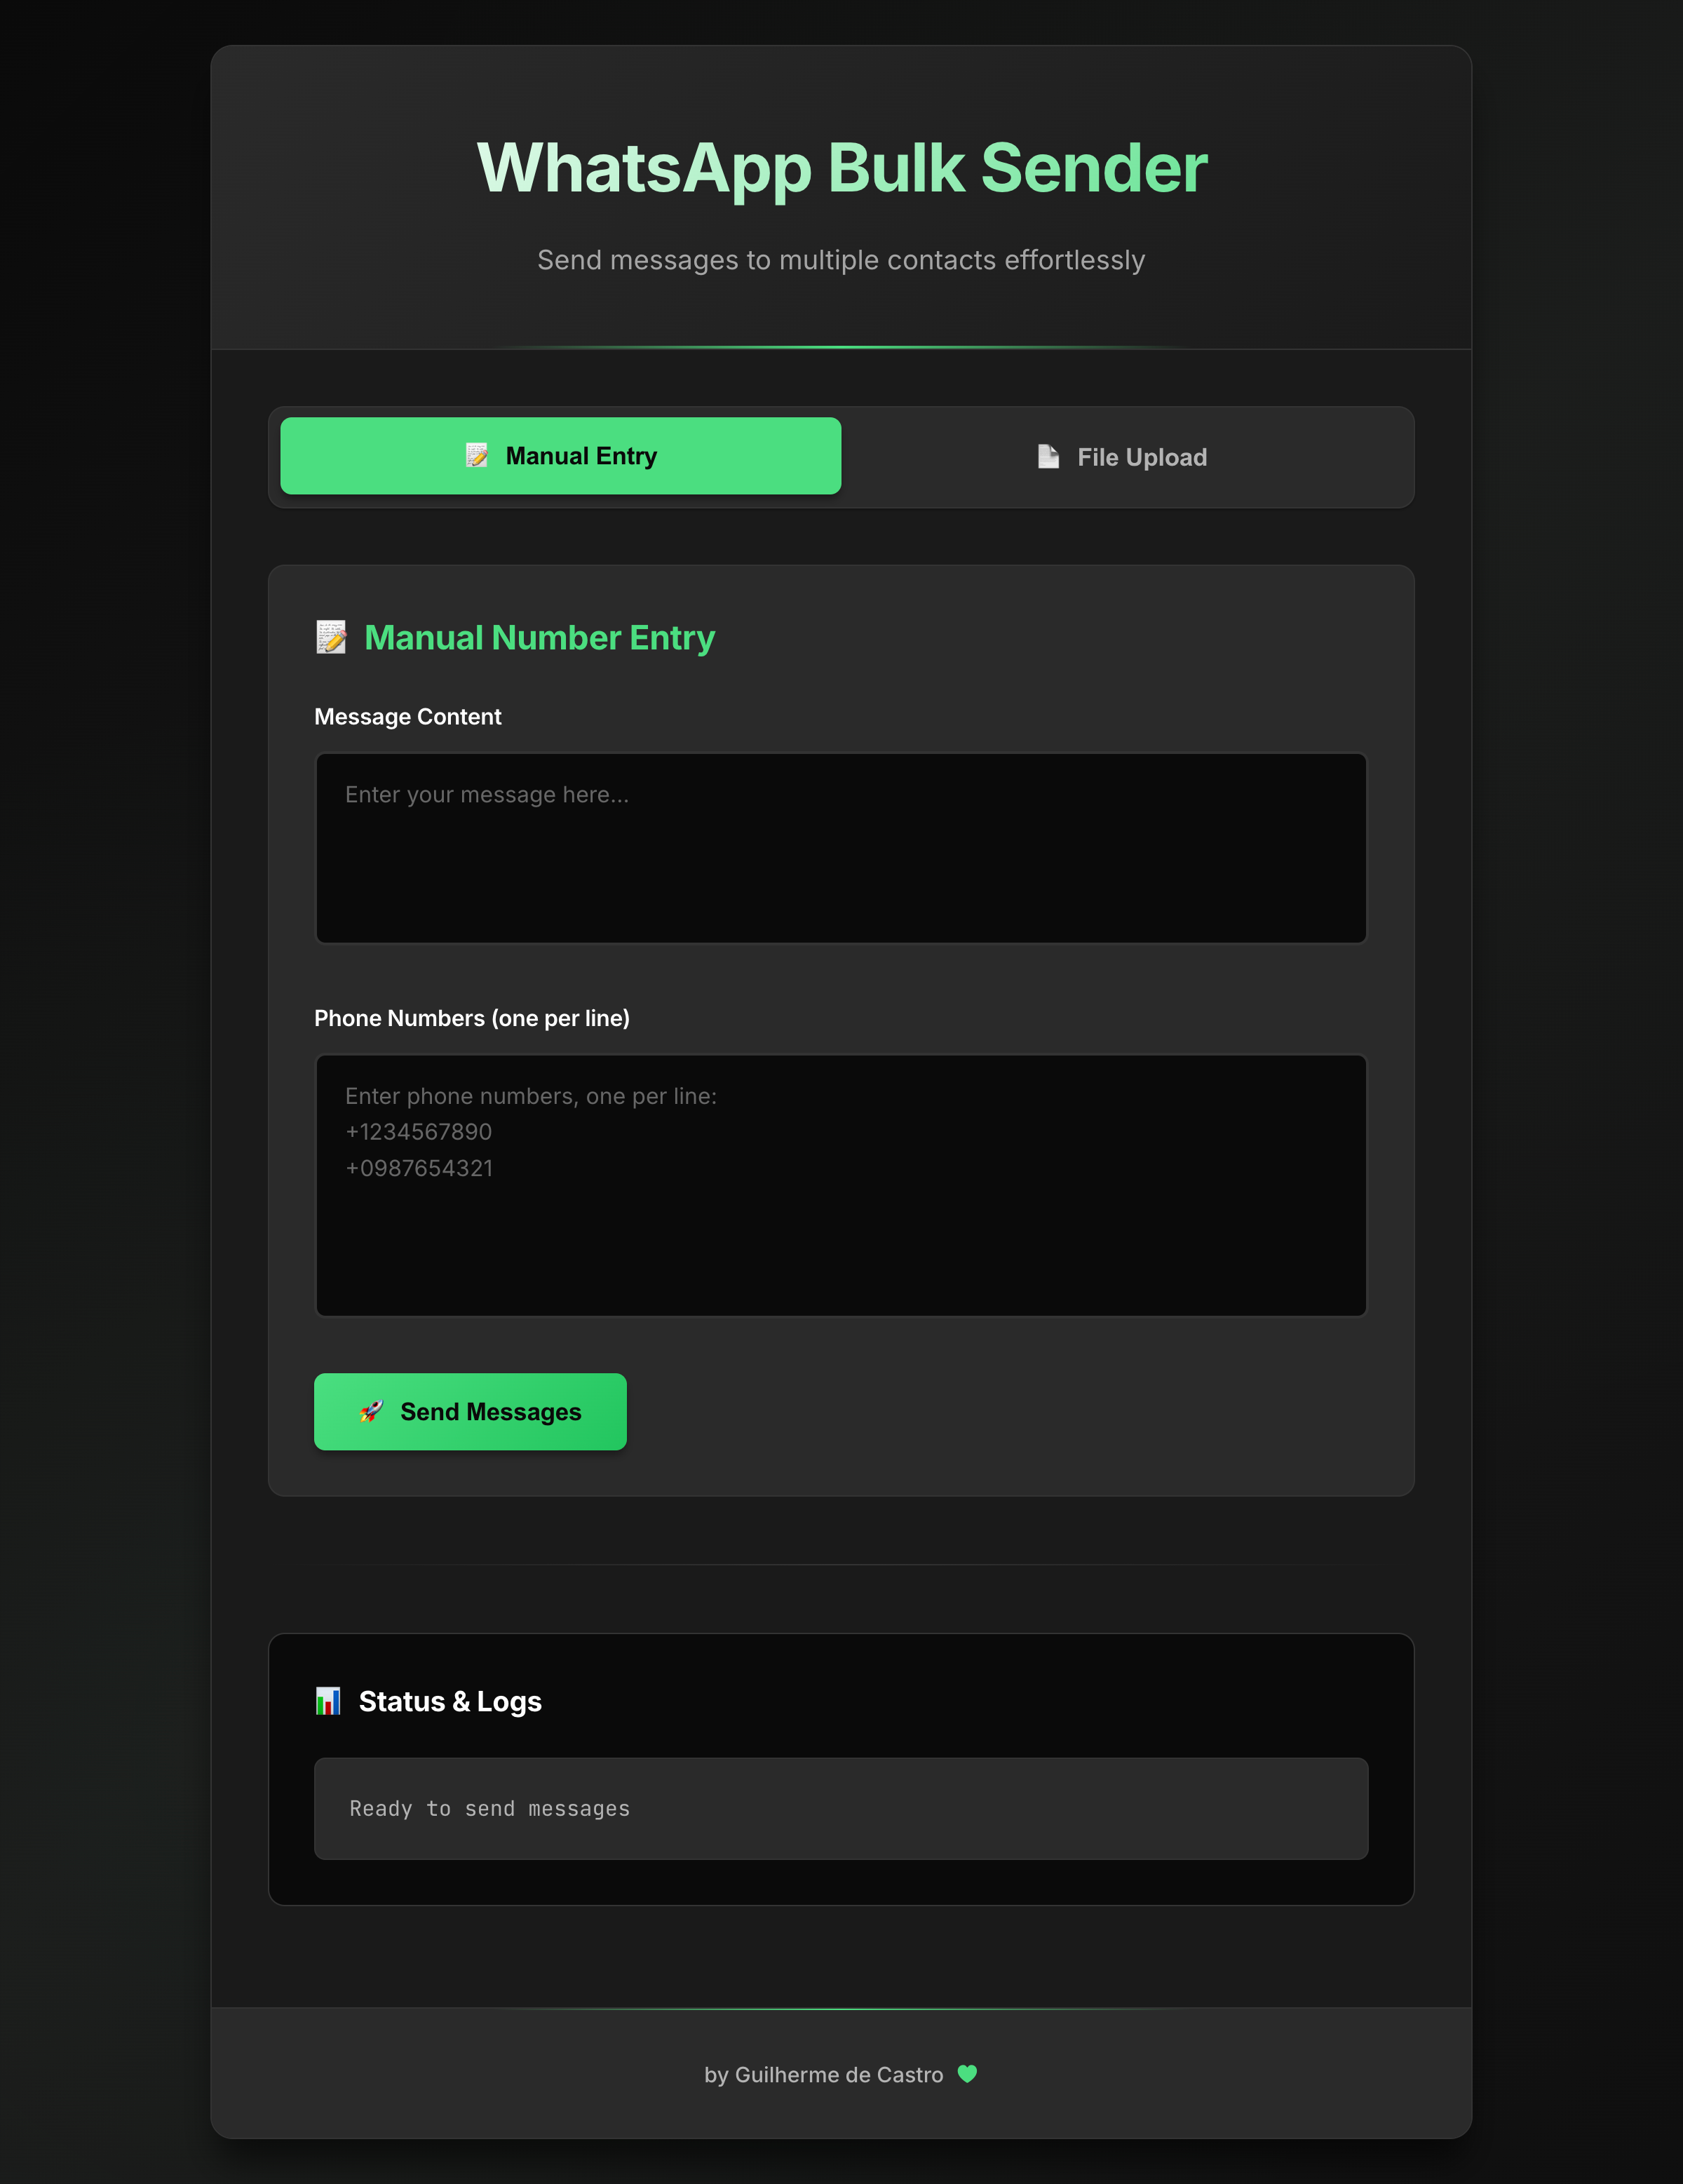 WhatsApp Bulk Sender
Send messages to multiple contacts effortlessly
Manual Entry
File Upload
Manual Number Entry
Message Content
Enter your message here...
Phone Numbers (one per line)
Enter phone numbers, one per line:
+1234567890
+0987654321
Send Messages
Status & Logs
Ready to send messages
by Guilherme de Castro